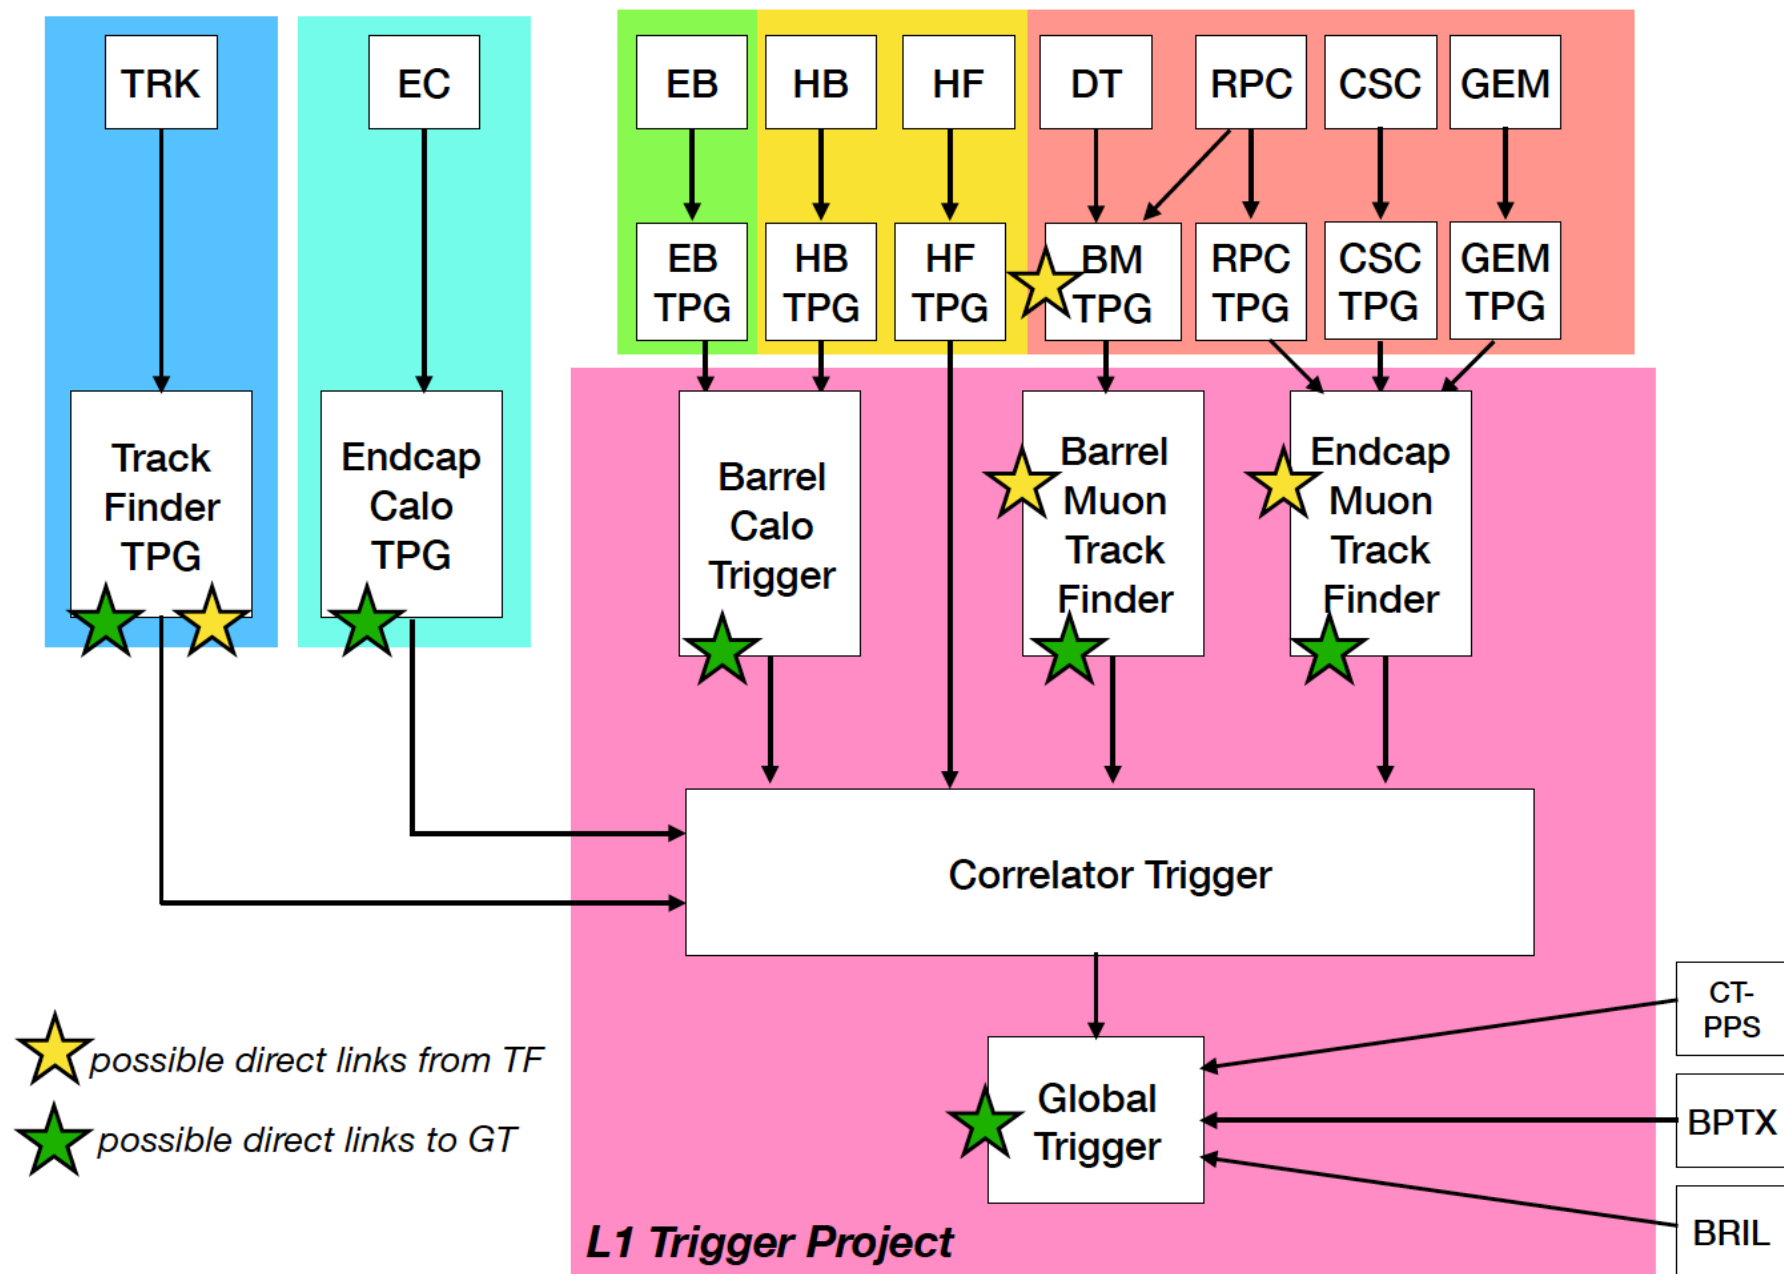 TRK
EC
EB
HB
HF
DT
RPC
CSC
GEM
EB
TPG
HB
TPG
HF
TPG
BM
TPG
RPC
TPG
CSC
TPG
GEM
TPG
Track
Finder
TPG
Endcap
Calo
TPG
Barrel
Calo
Trigger
Barrel
Muon
Track
Finder
Endcap
Muon
Track
Finder
Correlator Trigger
CT-
PPS
possible direct links from TF
Global
Trigger
BPTX
possible direct links to GT
BRIL
L1 Trigger Project